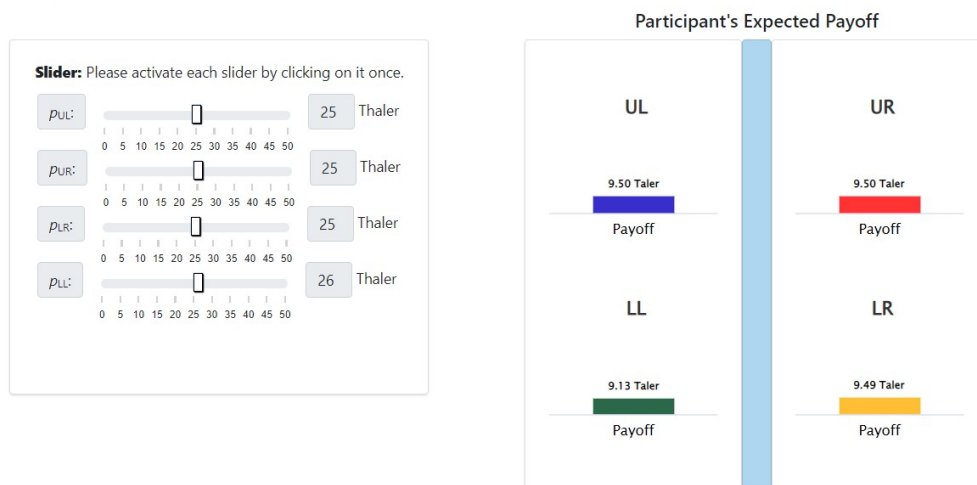 Participant's Expected Payoff
Slider: Please activate each slider by clicking on it once.
pUL: 25 Thaler
0 5 10 15 20 25 30 35 40 45 50
pUR: 25 Thaler
0 5 10 15 20 25 30 35 40 45 50
pLR: 25 Thaler
0 5 10 15 20 25 30 35 40 45 50
pLL: 26 Thaler
0 5 10 15 20 25 30 35 40 45 50
UL UR
9.50 Taler 9.50 Taler
Payoff Payoff
LL LR
9.13 Taler 9.49 Taler
Payoff Payoff